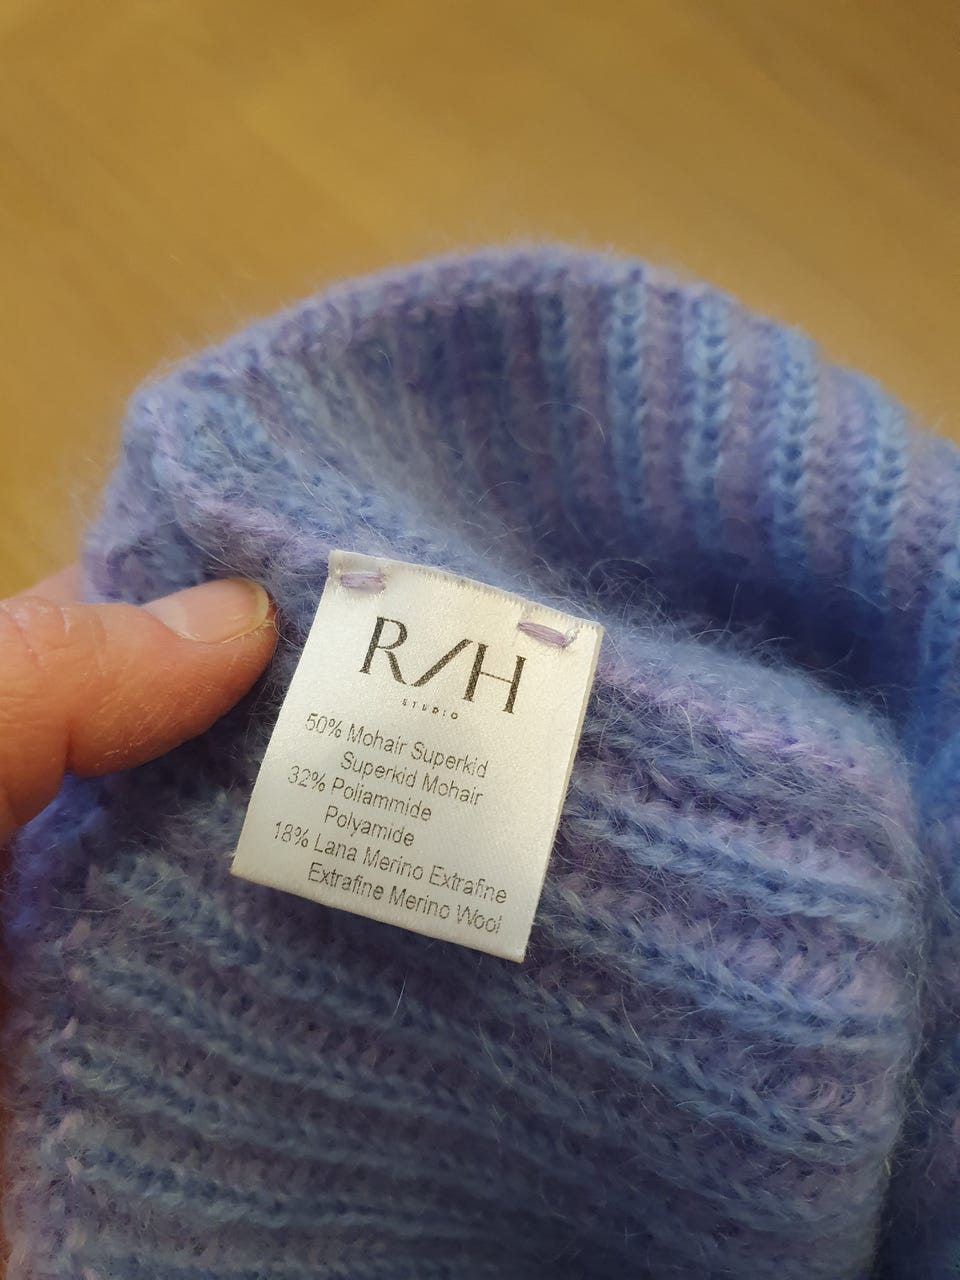 R/H
STUDIO
50% Mohair Superkid
Superkid Mohair
32% Poliammide
Polyamide
18% Lana Merino Extrafine
Extrafine Merino Wool